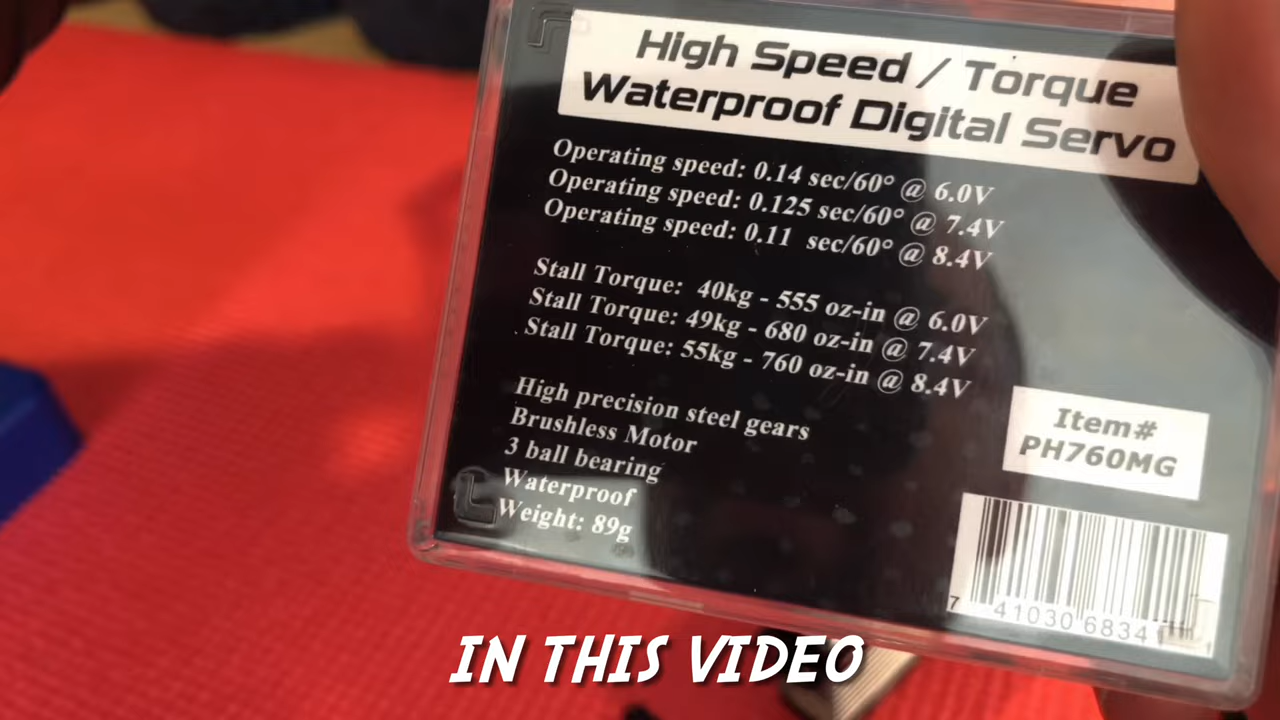 High Speed / Torque
Waterproof Digital Servo
Operating speed: 0.14 sec/60° @ 6.0V
Operating speed: 0.125 sec/60° @ 7.4V
Operating speed: 0.11 sec/60° @ 8.4V
Stall Torque: 40kg - 555 oz-in @ 6.0V
Stall Torque: 49kg - 680 oz-in @ 7.4V
Stall Torque: 55kg - 760 oz-in @ 8.4V
High precision steel gears
Brushless Motor
3 ball bearing
Waterproof
Weight: 89g
Item#
PH760MG
7 41030 6834
IN THIS VIDEO